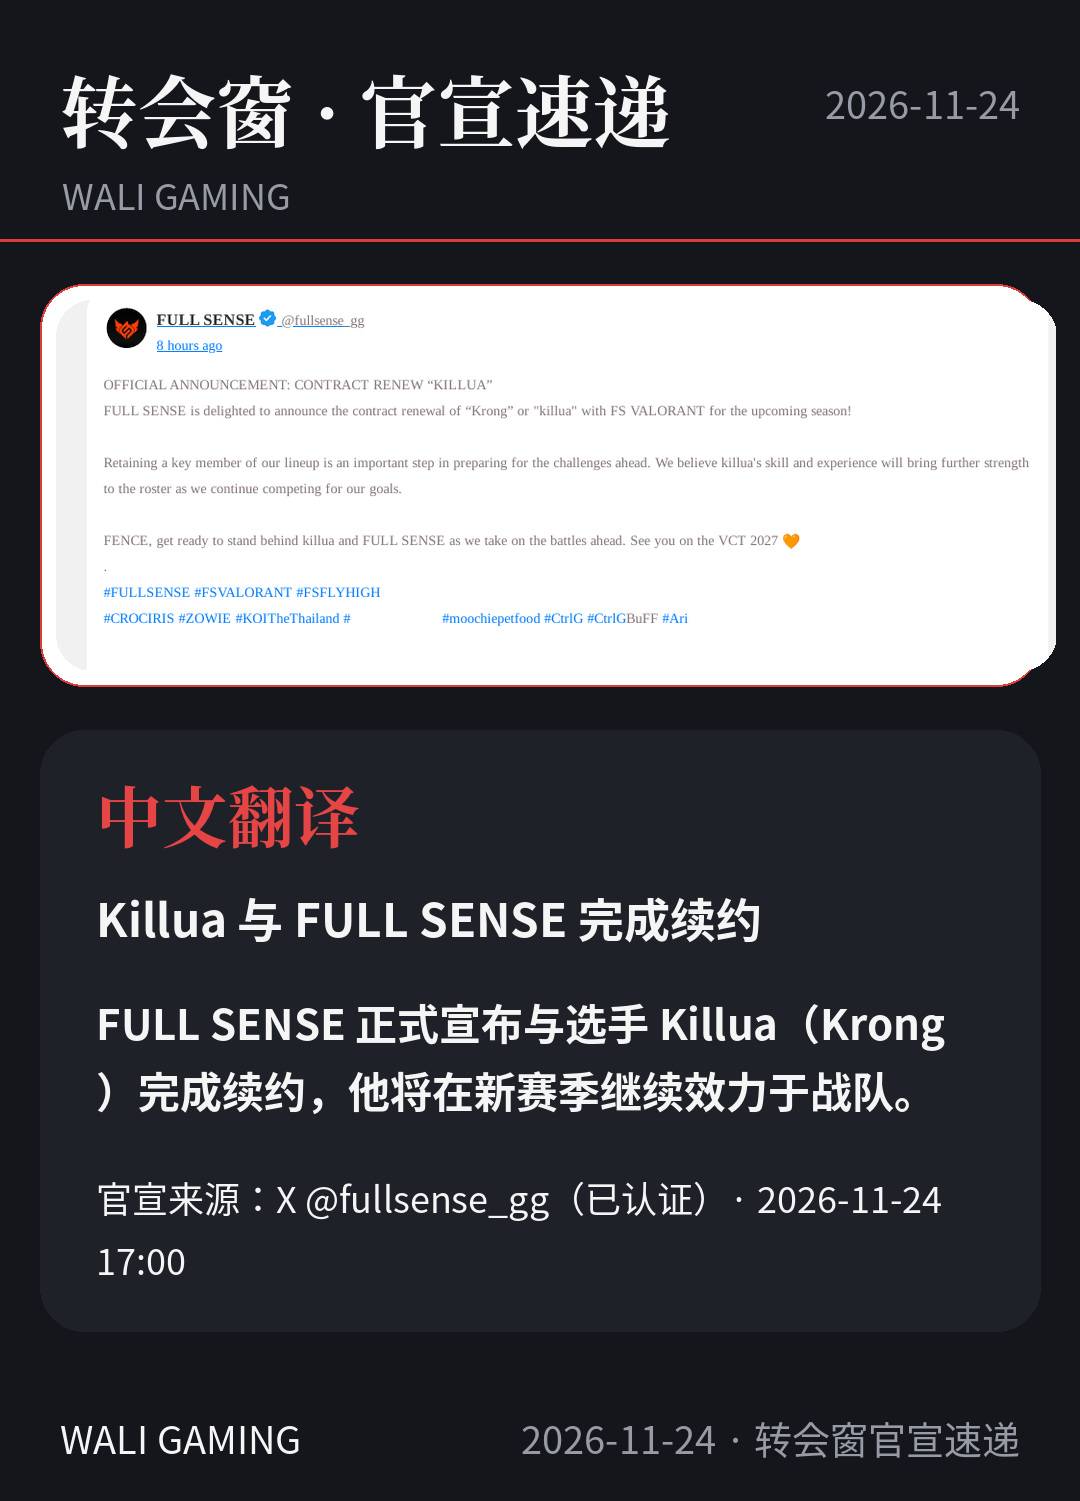 转会窗 · 官宣速递
2026-11-24
WALI GAMING
FULL SENSE @fullsense_gg
8 hours ago
OFFICIAL ANNOUNCEMENT: CONTRACT RENEW “KILLUA”
FULL SENSE is delighted to announce the contract renewal of “Krong” or "killua" with FS VALORANT for the upcoming season!
Retaining a key member of our lineup is an important step in preparing for the challenges ahead. We believe killua's skill and experience will bring further strength
to the roster as we continue competing for our goals.
FENCE, get ready to stand behind killua and FULL SENSE as we take on the battles ahead. See you on the VCT 2027 🧡
.
#FULLSENSE #FSVALORANT #FSFLYHIGH
#CROCIRIS #ZOWIE #KOITheThailand # #moochiepetfood #CtrlG #CtrlGBuFF #Ari
中文翻译
Killua 与 FULL SENSE 完成续约
FULL SENSE 正式宣布与选手 Killua（Krong
）完成续约，他将在新赛季继续效力于战队。
官宣来源：X @fullsense_gg（已认证） · 2026-11-24
17:00
WALI GAMING
2026-11-24 · 转会窗官宣速递